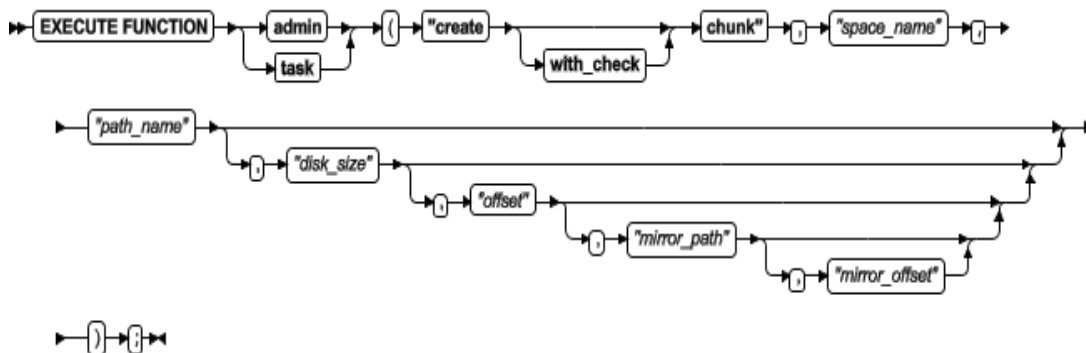 EXECUTE FUNCTION admin ( "create chunk" , "space_name" ,
task with_check
"path_name"
, "disk_size"
, "offset"
, "mirror_path"
, "mirror_offset"
) ;